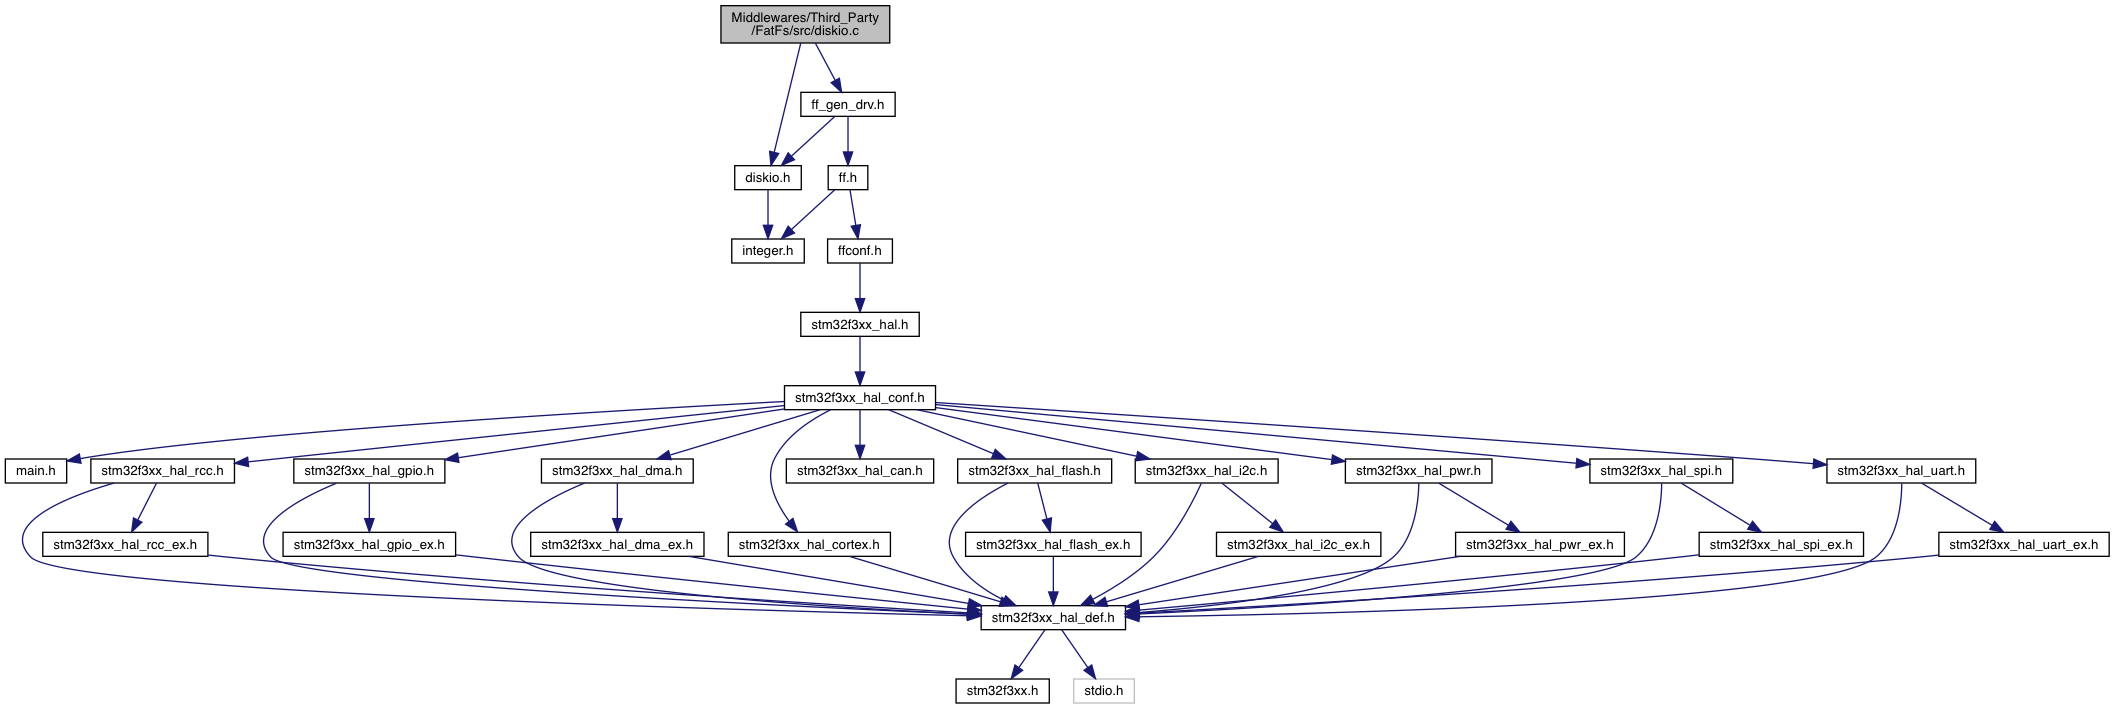 Middlewares/Third_Party
/FatFs/src/diskio.c
ff_gen_drv.h
diskio.h
ff.h
integer.h
ffconf.h
stm32f3xx_hal.h
stm32f3xx_hal_conf.h
main.h
stm32f3xx_hal_rcc.h
stm32f3xx_hal_gpio.h
stm32f3xx_hal_dma.h
stm32f3xx_hal_can.h
stm32f3xx_hal_flash.h
stm32f3xx_hal_i2c.h
stm32f3xx_hal_pwr.h
stm32f3xx_hal_spi.h
stm32f3xx_hal_uart.h
stm32f3xx_hal_rcc_ex.h
stm32f3xx_hal_gpio_ex.h
stm32f3xx_hal_dma_ex.h
stm32f3xx_hal_cortex.h
stm32f3xx_hal_flash_ex.h
stm32f3xx_hal_i2c_ex.h
stm32f3xx_hal_pwr_ex.h
stm32f3xx_hal_spi_ex.h
stm32f3xx_hal_uart_ex.h
stm32f3xx_hal_def.h
stm32f3xx.h
stdio.h